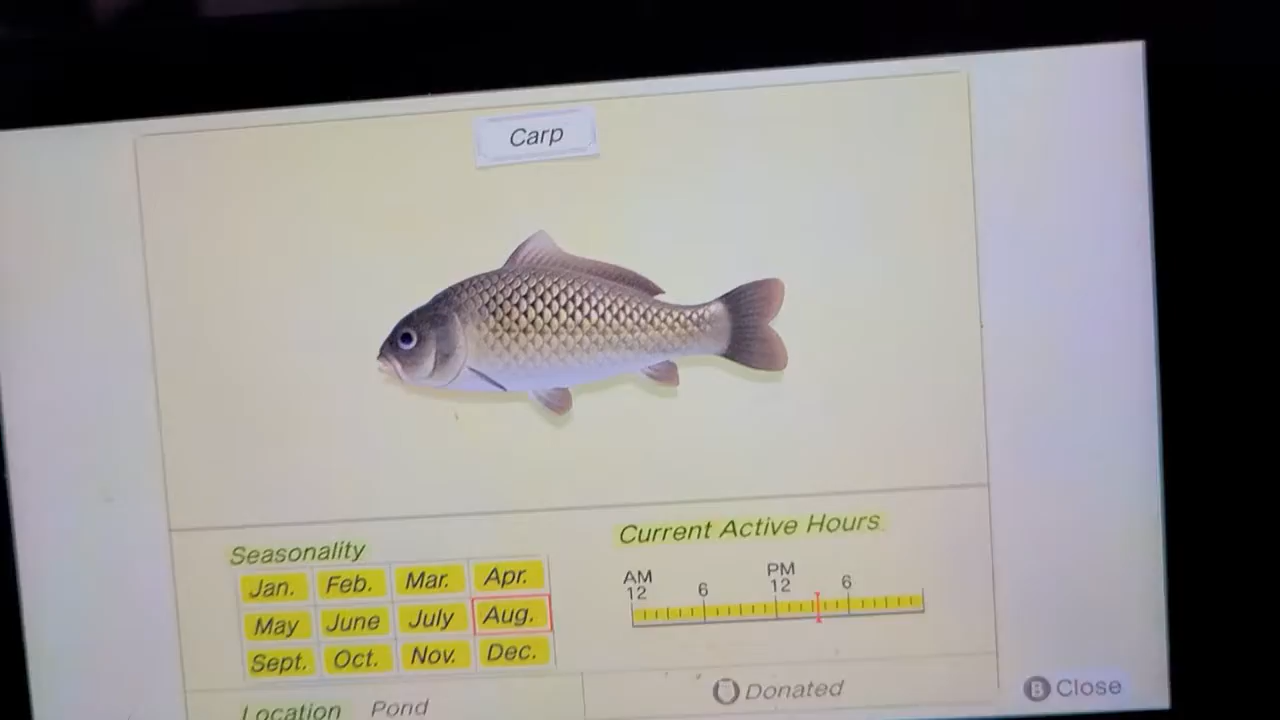 Carp
Seasonality
Jan. Feb. Mar. Apr.
May June July Aug.
Sept. Oct. Nov. Dec.
Current Active Hours
AM PM
12 6 12 6
Location Pond
Donated
B Close